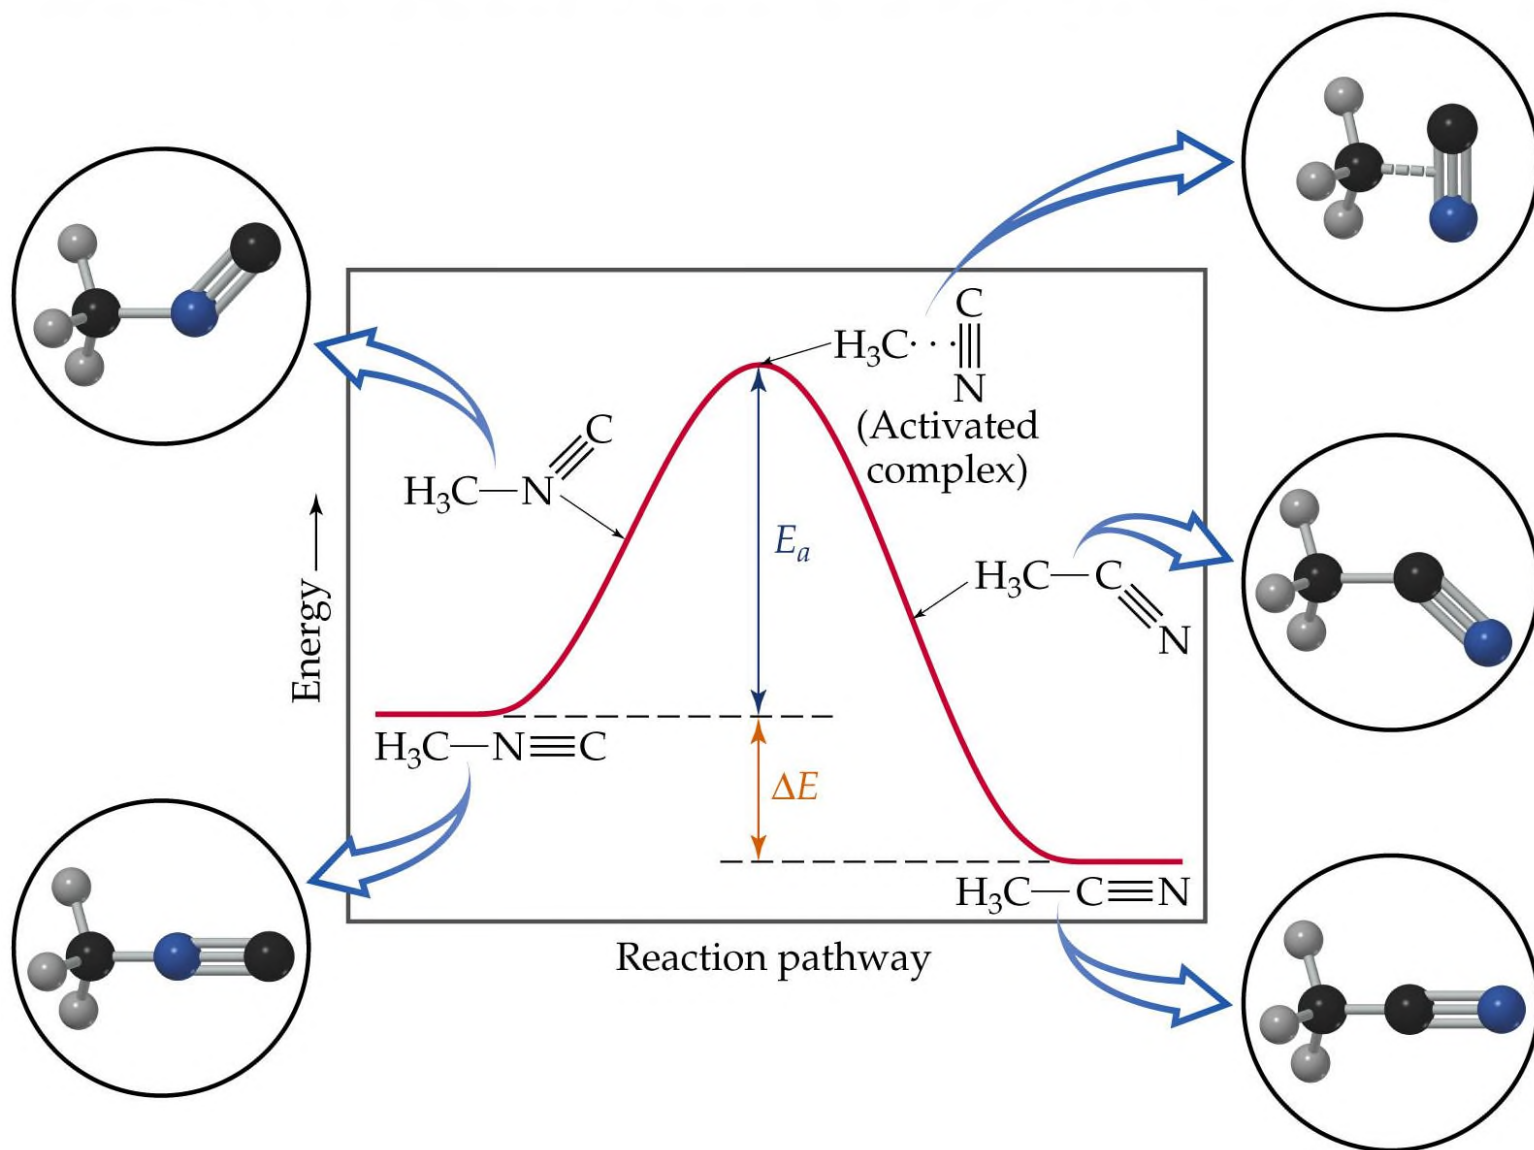 H₃C···C≡N
(Activated
complex)
H₃C—N≡C
Eₐ
H₃C—C≡N
Energy →
H₃C—N≡C
ΔE
H₃C—C≡N
Reaction pathway